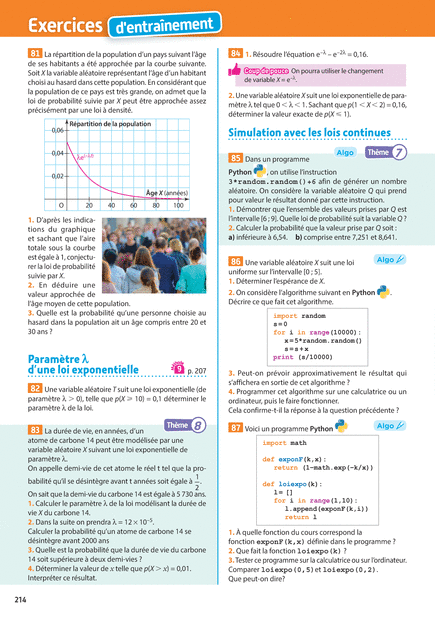 Exercices d'entraînement
81 La répartition de la population d'un pays suivant l'âge
de ses habitants a été approchée par la courbe suivante.
Soit X la variable aléatoire représentant l'âge d'un habitant
choisi au hasard dans cette population. En considérant que
la population de ce pays est très grande, on admet que la
loi de probabilité suivie par X peut être approchée assez
précisément par une loi à densité.
Répartition de la population
0,06
0,04
0,02
λe^(–λx)
Âge X (années)
O 20 40 60 80 100
1. D'après les indica-
tions du graphique
et sachant que l'aire
totale sous la courbe
est égale à 1, conjectu-
rer la loi de probabilité
suivie par X.
2. En déduire une
valeur approchée de
l'âge moyen de cette population.
3. Quelle est la probabilité qu'une personne choisie au
hasard dans la population ait un âge compris entre 20 et
30 ans ?
Paramètre λ
d'une loi exponentielle
9 p. 207
82 Une variable aléatoire T suit une loi exponentielle (de
paramètre λ > 0), telle que p(X ⩾ 10) = 0,1 déterminer le
paramètre λ de la loi.
Thème 8
83 La durée de vie, en années, d'un
atome de carbone 14 peut être modélisée par une
variable aléatoire X suivant une loi exponentielle de
paramètre λ.
On appelle demi-vie de cet atome le réel t tel que la pro-
babilité qu'il se désintègre avant t années soit égale à 1/2.
On sait que la demi-vie du carbone 14 est égale à 5 730 ans.
1. Calculer le paramètre λ de la loi modélisant la durée de
vie X du carbone 14.
2. Dans la suite on prendra λ = 12 × 10⁻⁵.
Calculer la probabilité qu'un atome de carbone 14 se
désintègre avant 2000 ans
3. Quelle est la probabilité que la durée de vie du carbone
14 soit supérieure à deux demi-vies ?
4. Déterminer la valeur de x telle que p(X > x) = 0,01.
Interpréter ce résultat.
84 1. Résoudre l'équation e^(–λ) – e^(–2λ) = 0,16.
Coup de pouce On pourra utiliser le changement
de variable X = e^(–λ).
2. Une variable aléatoire X suit une loi exponentielle de para-
mètre λ tel que 0 < λ < 1. Sachant que p(1 < X < 2) = 0,16,
déterminer la valeur exacte de p(X ⩽ 1).
Simulation avec les lois continues
Algo Thème 7
85 Dans un programme
Python, on utilise l'instruction
3*random.random()+6 afin de générer un nombre
aléatoire. On considère la variable aléatoire Q qui prend
pour valeur le résultat donné par cette instruction.
1. Démontrer que l'ensemble des valeurs prises par Q est
l'intervalle [6 ; 9]. Quelle loi de probabilité suit la variable Q ?
2. Calculer la probabilité que la valeur prise par Q soit :
a) inférieure à 6,54. b) comprise entre 7,251 et 8,641.
Algo
86 Une variable aléatoire X suit une loi
uniforme sur l'intervalle [0 ; 5].
1. Déterminer l'espérance de X.
2. On considère l'algorithme suivant en Python.
Décrire ce que fait cet algorithme.
import random
s=0
for i in range(10000):
x=5*random.random()
s=s+x
print (s/10000)
3. Peut-on prévoir approximativement le résultat qui
s'affichera en sortie de cet algorithme ?
4. Programmer cet algorithme sur une calculatrice ou un
ordinateur, puis le faire fonctionner.
Cela confirme-t-il la réponse à la question précédente ?
87 Voici un programme Python
Algo
import math
def exponF(k,x):
return (1-math.exp(-k/x))
def loiexpo(k):
l=[]
for i in range(1,10):
l.append(exponF(k,i))
return l
1. À quelle fonction du cours correspond la
fonction exponF(k,x) définie dans le programme ?
2. Que fait la fonction loiexpo(k) ?
3. Tester ce programme sur la calculatrice ou sur l'ordinateur.
Comparer loiexpo(0,5) et loiexpo(0,2).
Que peut-on dire?
214